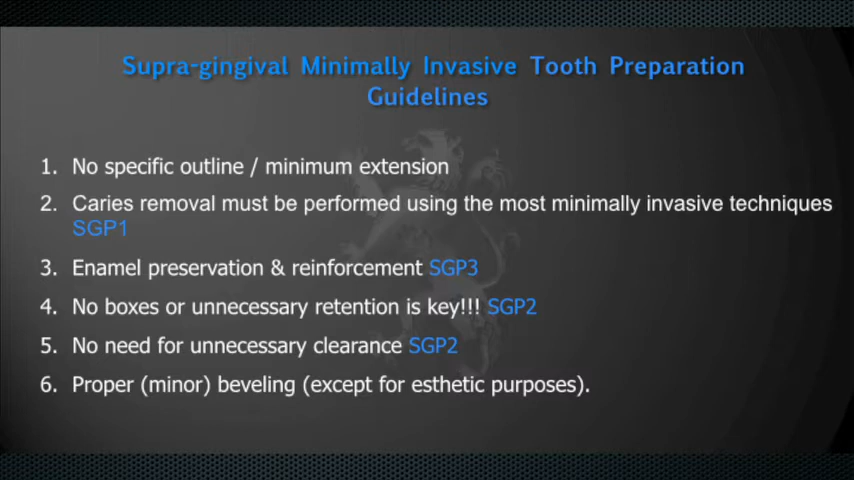 Supra-gingival Minimally Invasive Tooth Preparation
Guidelines
1. No specific outline / minimum extension
2. Caries removal must be performed using the most minimally invasive techniques
SGP1
3. Enamel preservation & reinforcement SGP3
4. No boxes or unnecessary retention is key!!! SGP2
5. No need for unnecessary clearance SGP2
6. Proper (minor) beveling (except for esthetic purposes).